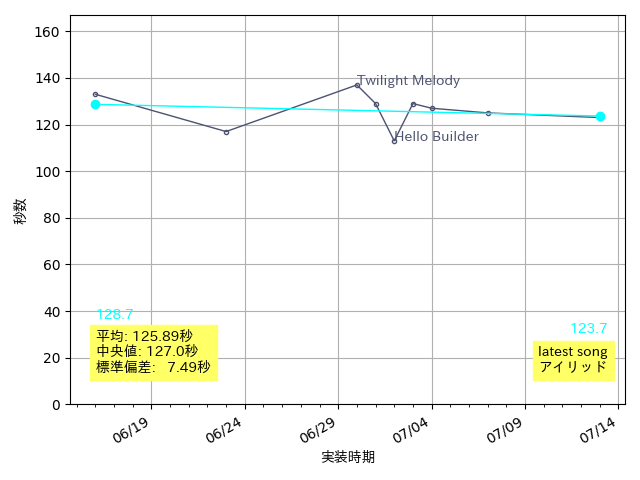 160
140
120
100
80
60
40
20
0
秒数
Twilight Melody
Hello Builder
128.7
平均: 125.89秒
中央値: 127.0秒
標準偏差:  7.49秒
123.7
latest song
アイリッド
06/19
06/24
06/29
07/04
07/09
07/14
実装時期